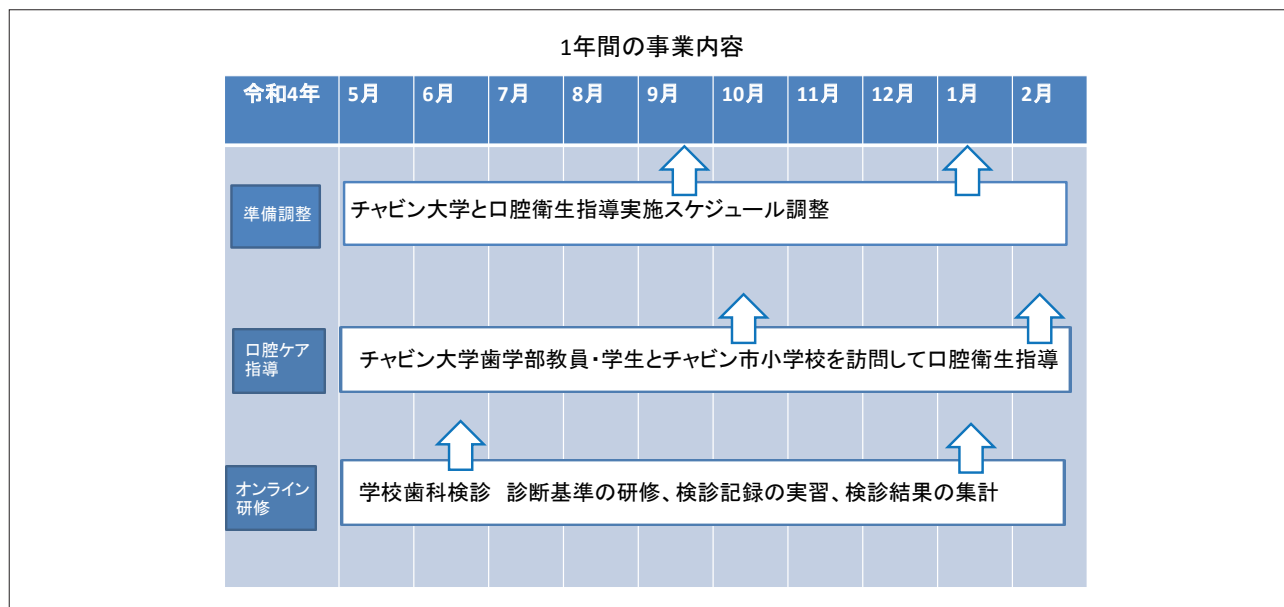 1年間の事業内容
令和4年 5月 6月 7月 8月 9月 10月 11月 12月 1月 2月
準備調整
チャビン大学と口腔衛生指導実施スケジュール調整
口腔ケア
指導
チャビン大学歯学部教員・学生とチャビン市小学校を訪問して口腔衛生指導
オンライン
研修
学校歯科検診　診断基準の研修、検診記録の実習、検診結果の集計